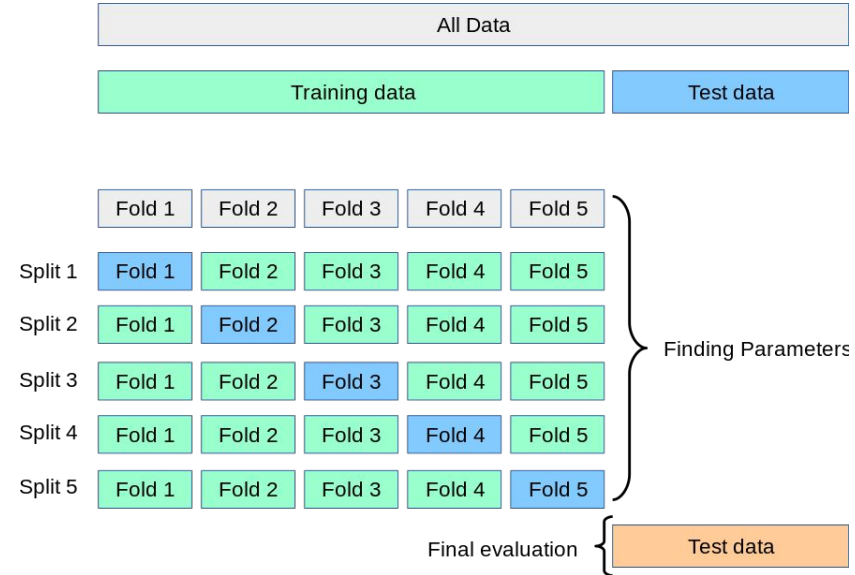 All Data
Training data Test data
Fold 1 Fold 2 Fold 3 Fold 4 Fold 5
Split 1 Fold 1 Fold 2 Fold 3 Fold 4 Fold 5
Split 2 Fold 1 Fold 2 Fold 3 Fold 4 Fold 5
Finding Parameters
Split 3 Fold 1 Fold 2 Fold 3 Fold 4 Fold 5
Split 4 Fold 1 Fold 2 Fold 3 Fold 4 Fold 5
Split 5 Fold 1 Fold 2 Fold 3 Fold 4 Fold 5
Final evaluation Test data